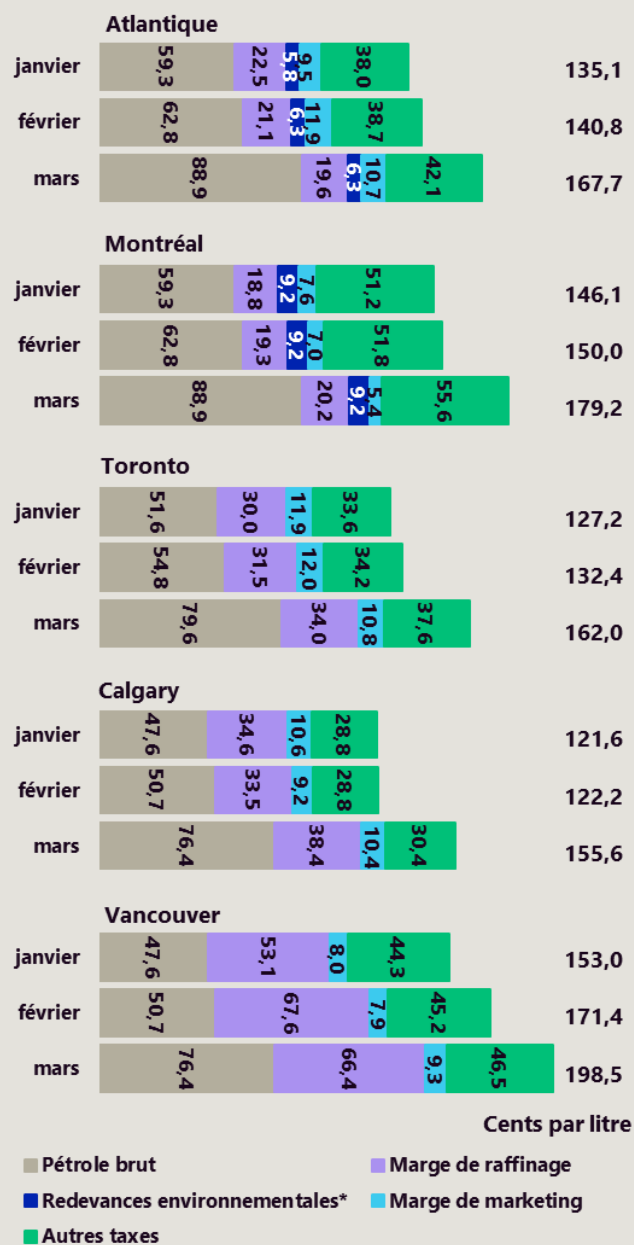 Atlantique
janvier 59,3 22,5 5,8 9,5 38,0 135,1
février 62,8 21,1 6,3 11,9 38,7 140,8
mars 88,9 19,6 6,3 10,7 42,1 167,7
Montréal
janvier 59,3 18,8 9,2 7,6 51,2 146,1
février 62,8 19,3 9,2 7,0 51,8 150,0
mars 88,9 20,2 9,2 5,4 55,6 179,2
Toronto
janvier 51,6 30,0 11,9 33,6 127,2
février 54,8 31,5 12,0 34,2 132,4
mars 79,6 34,0 10,8 37,6 162,0
Calgary
janvier 47,6 34,6 10,6 28,8 121,6
février 50,7 33,5 9,2 28,8 122,2
mars 76,4 38,4 10,4 30,4 155,6
Vancouver
janvier 47,6 53,1 8,0 44,3 153,0
février 50,7 67,6 7,9 45,2 171,4
mars 76,4 66,4 9,3 46,5 198,5
Cents par litre
Pétrole brut Marge de raffinage
Redevances environnementales* Marge de marketing
Autres taxes